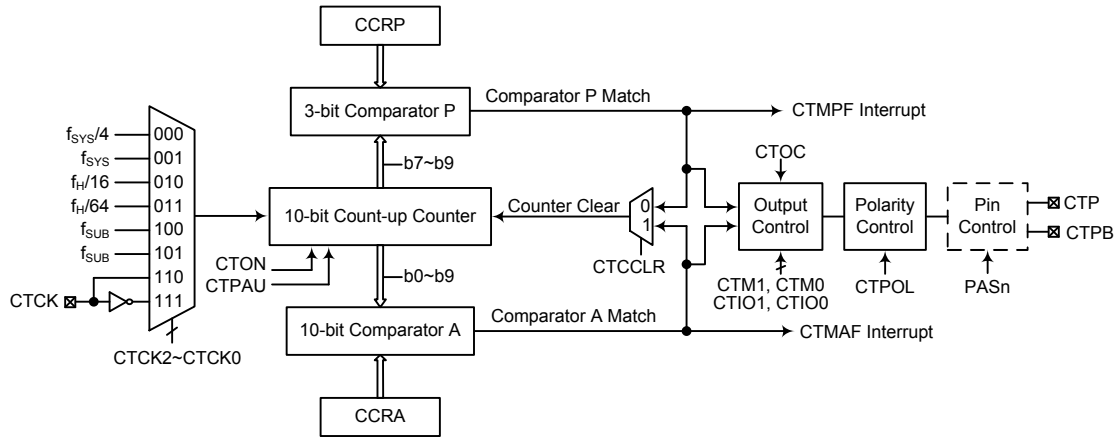 CCRP
3-bit Comparator P
Comparator P Match
CTMPF Interrupt
b7~b9
fSYS/4 000
fSYS 001
fH/16 010
fH/64 011
fSUB 100
fSUB 101
110
111
CTCK
CTCK2~CTCK0
10-bit Count-up Counter
CTON
CTPAU
Counter Clear
0
1
CTCCLR
b0~b9
10-bit Comparator A
Comparator A Match
CTMAF Interrupt
CCRA
CTOC
Output
Control
CTM1, CTM0
CTIO1, CTIO0
Polarity
Control
CTPOL
Pin
Control
PASn
CTP
CTPB